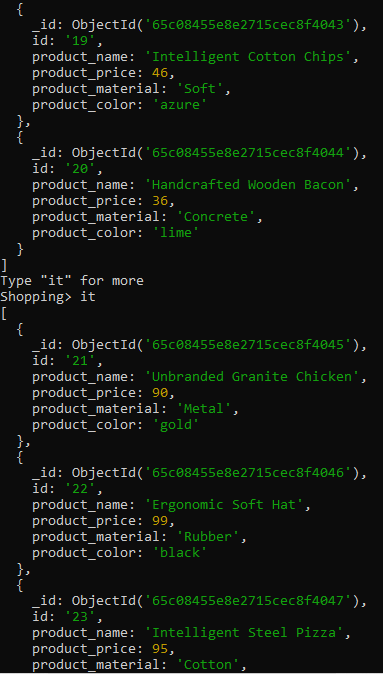 {
_id: ObjectId('65c08455e8e2715cec8f4043'),
id: '19',
product_name: 'Intelligent Cotton Chips',
product_price: 46,
product_material: 'Soft',
product_color: 'azure'
},
{
_id: ObjectId('65c08455e8e2715cec8f4044'),
id: '20',
product_name: 'Handcrafted Wooden Bacon',
product_price: 36,
product_material: 'Concrete',
product_color: 'lime'
}
]
Type "it" for more
Shopping> it
[
{
_id: ObjectId('65c08455e8e2715cec8f4045'),
id: '21',
product_name: 'Unbranded Granite Chicken',
product_price: 90,
product_material: 'Metal',
product_color: 'gold'
},
{
_id: ObjectId('65c08455e8e2715cec8f4046'),
id: '22',
product_name: 'Ergonomic Soft Hat',
product_price: 99,
product_material: 'Rubber',
product_color: 'black'
},
{
_id: ObjectId('65c08455e8e2715cec8f4047'),
id: '23',
product_name: 'Intelligent Steel Pizza',
product_price: 95,
product_material: 'Cotton',